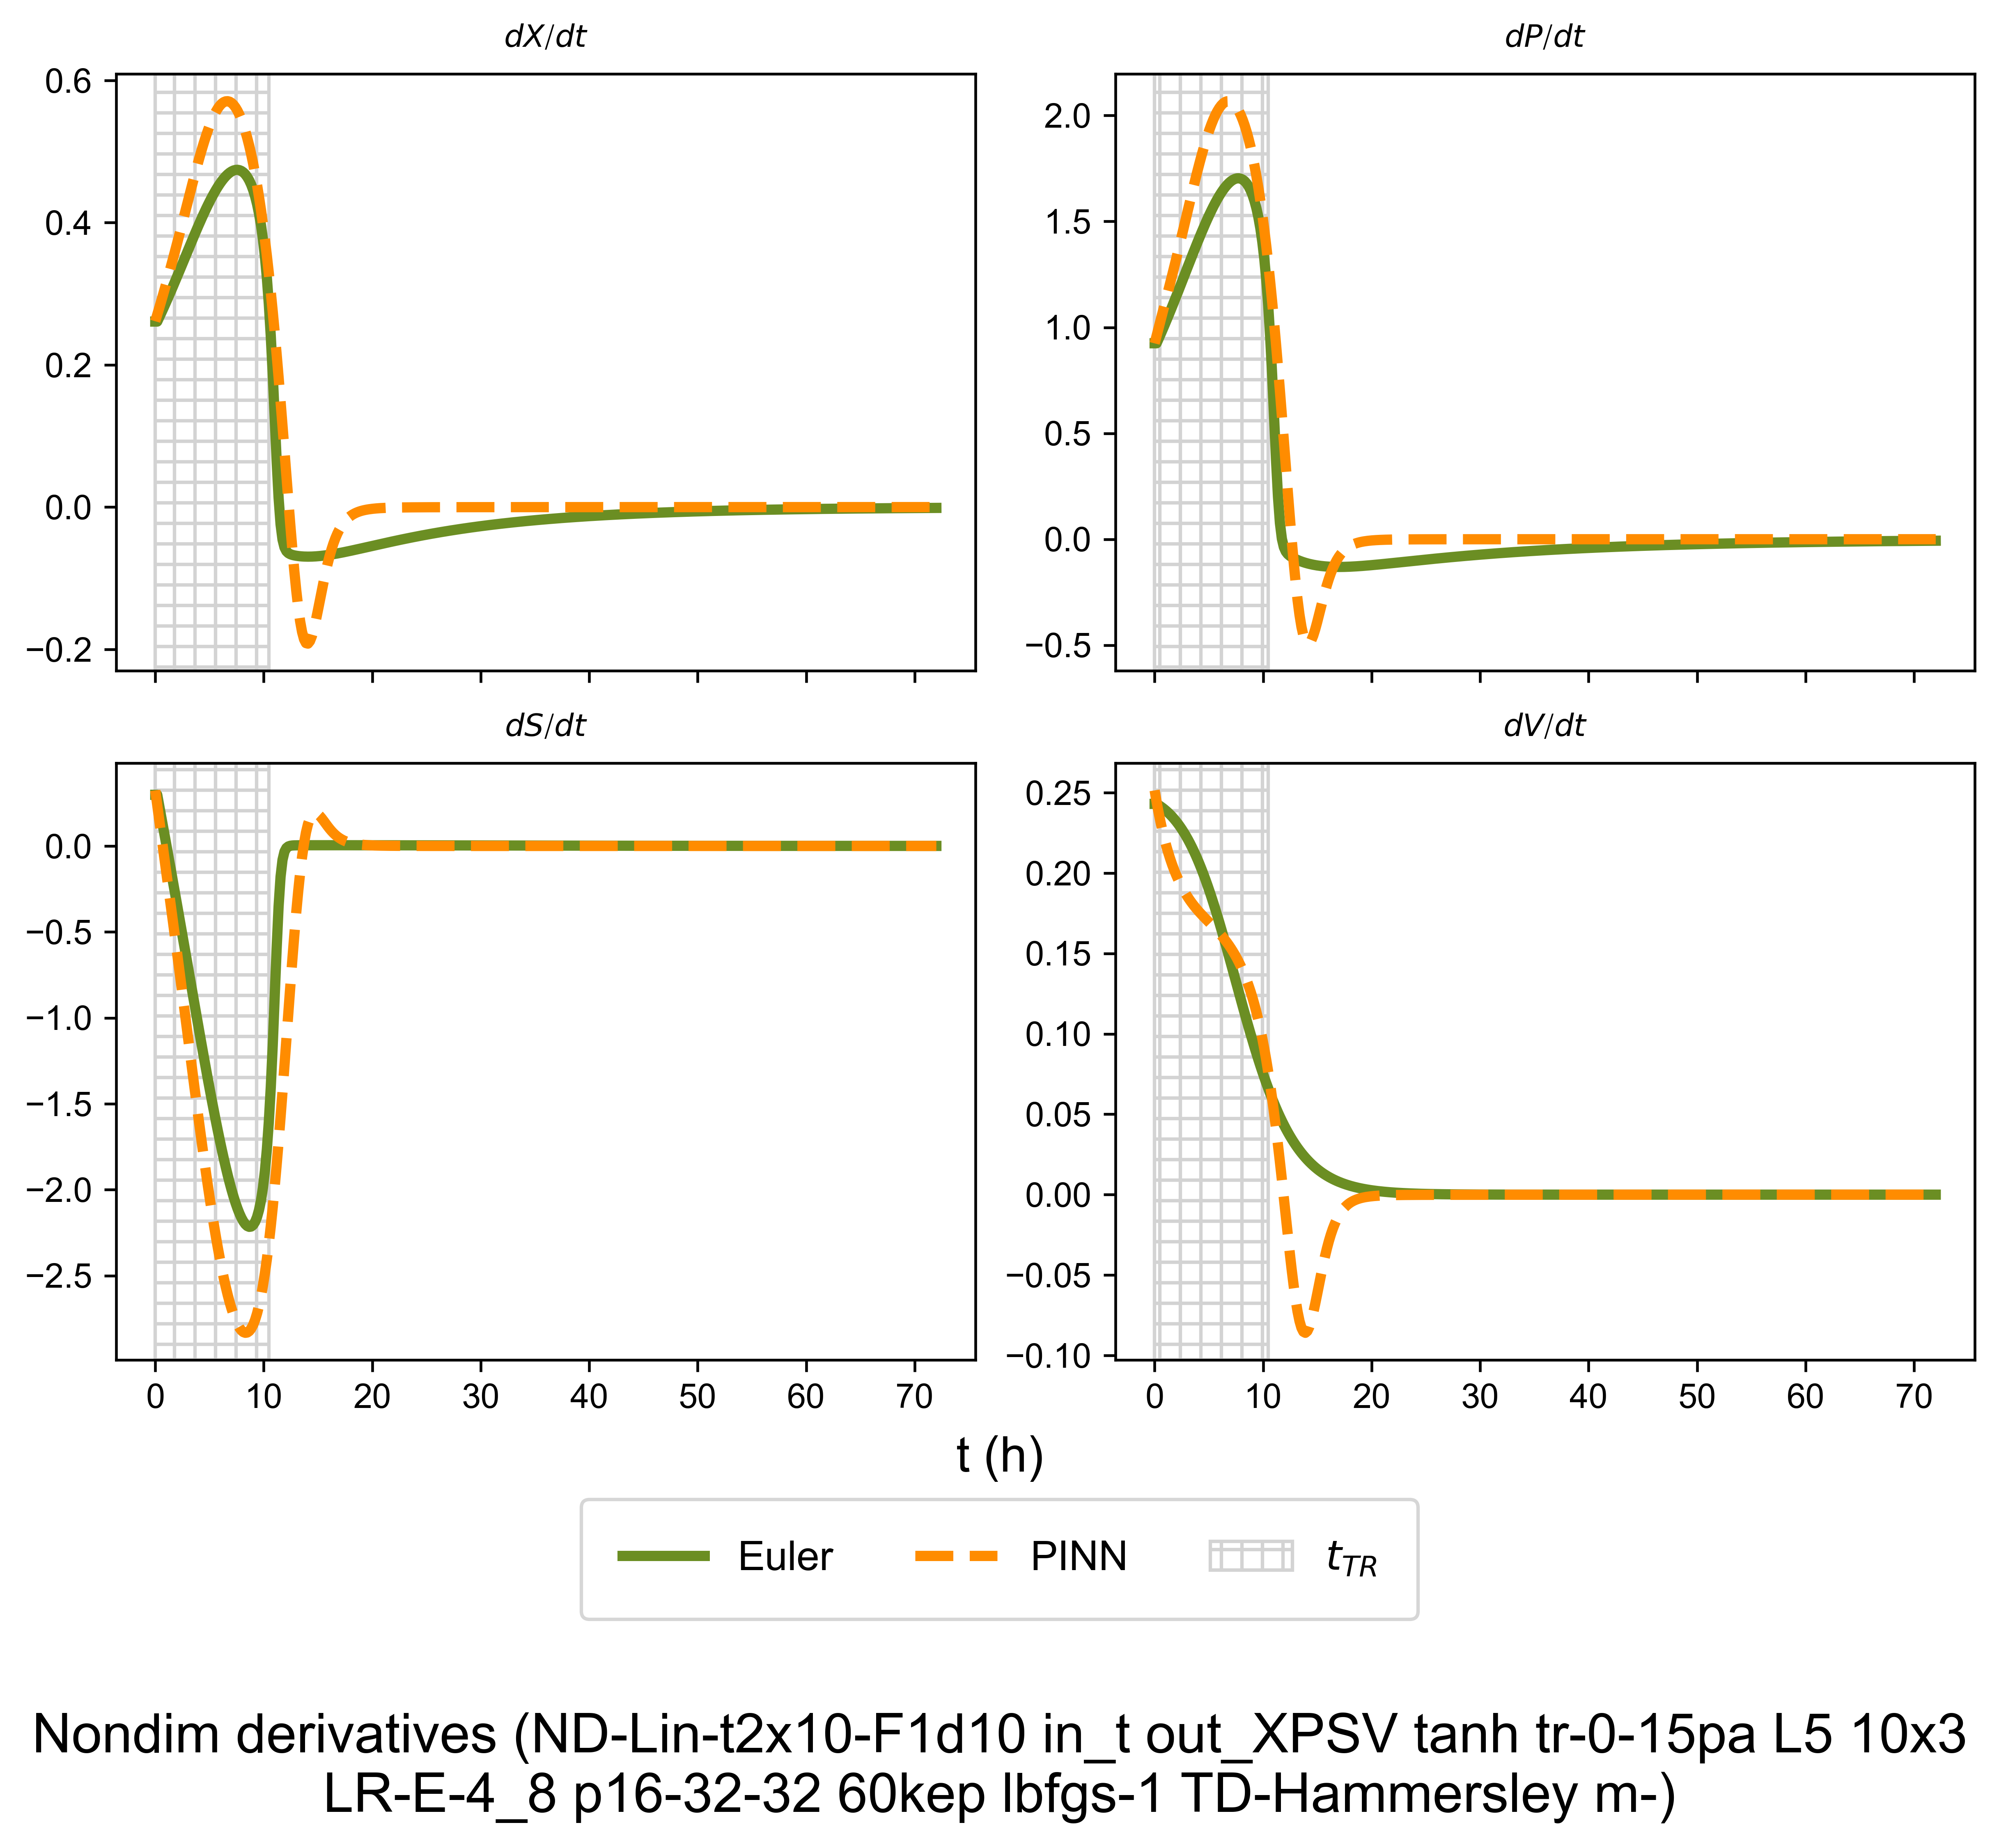 dX/dt
dP/dt
0.6
0.4
0.2
0.0
−0.2
2.0
1.5
1.0
0.5
0.0
−0.5
dS/dt
dV/dt
0.0
−0.5
−1.0
−1.5
−2.0
−2.5
0 10 20 30 40 50 60 70
0.25
0.20
0.15
0.10
0.05
0.00
−0.05
−0.10
0 10 20 30 40 50 60 70
t (h)
Euler PINN t_TR
Nondim derivatives (ND-Lin-t2x10-F1d10 in_t out_XPSV tanh tr-0-15pa L5 10x3
LR-E-4_8 p16-32-32 60kep lbfgs-1 TD-Hammersley m-)